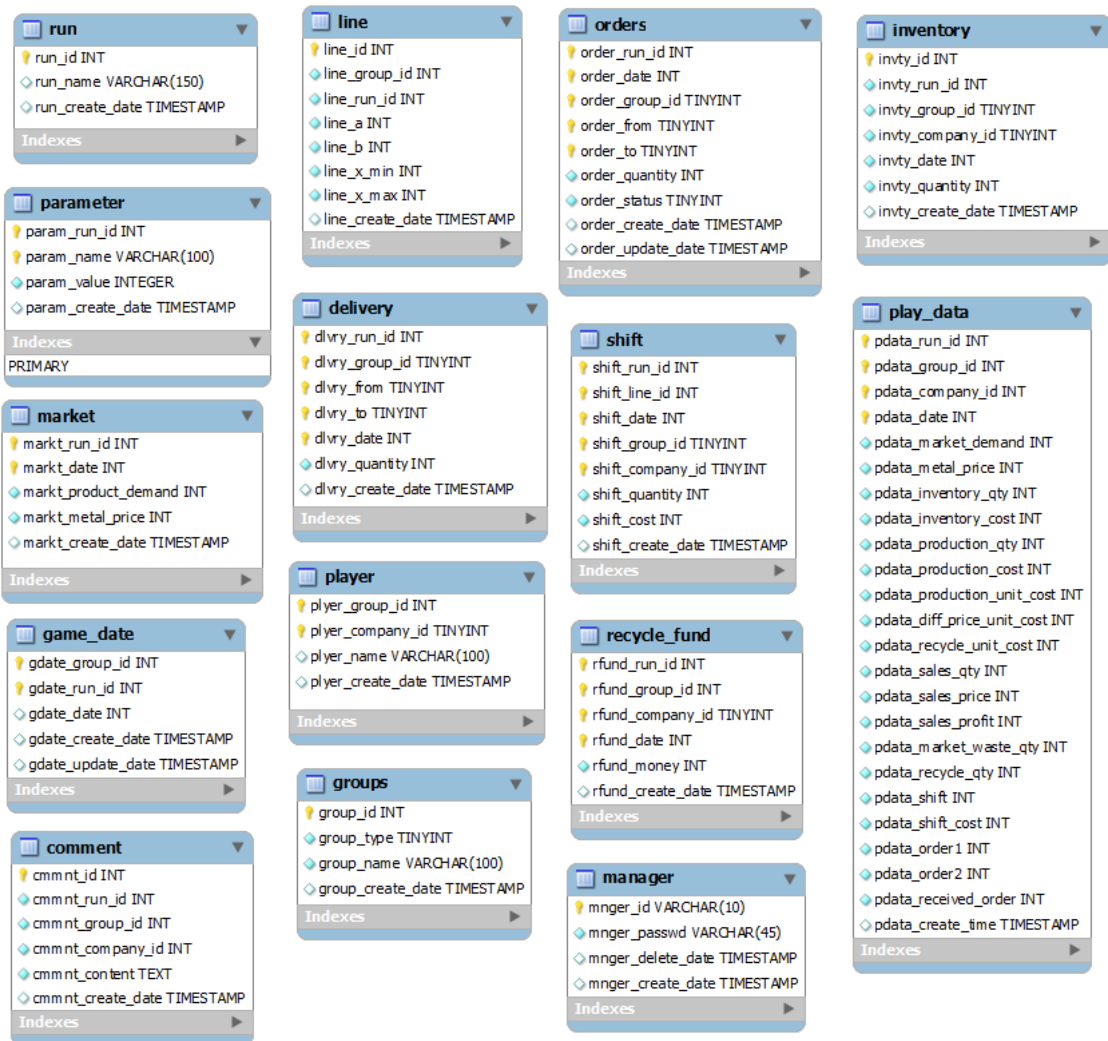 run
run_id INT
run_name VARCHAR(150)
run_create_date TIMESTAMP
Indexes
parameter
param_run_id INT
param_name VARCHAR(100)
param_value INTEGER
param_create_date TIMESTAMP
Indexes
PRIMARY
market
markt_run_id INT
markt_date INT
markt_product_demand INT
markt_metal_price INT
markt_create_date TIMESTAMP
Indexes
game_date
gdate_group_id INT
gdate_run_id INT
gdate_date INT
gdate_create_date TIMESTAMP
gdate_update_date TIMESTAMP
Indexes
comment
cmmnt_id INT
cmmnt_run_id INT
cmmnt_group_id INT
cmmnt_company_id INT
cmmnt_content TEXT
cmmnt_create_date TIMESTAMP
Indexes
line
line_id INT
line_group_id INT
line_run_id INT
line_a INT
line_b INT
line_x_min INT
line_x_max INT
line_create_date TIMESTAMP
Indexes
delivery
dlvry_run_id INT
dlvry_group_id TINYINT
dlvry_from TINYINT
dlvry_to TINYINT
dlvry_date INT
dlvry_quantity INT
dlvry_create_date TIMESTAMP
Indexes
player
plyer_group_id INT
plyer_company_id TINYINT
plyer_name VARCHAR(100)
plyer_create_date TIMESTAMP
Indexes
groups
group_id INT
group_type TINYINT
group_name VARCHAR(100)
group_create_date TIMESTAMP
Indexes
orders
order_run_id INT
order_date INT
order_group_id TINYINT
order_from TINYINT
order_to TINYINT
order_quantity INT
order_status TINYINT
order_create_date TIMESTAMP
order_update_date TIMESTAMP
Indexes
shift
shift_run_id INT
shift_line_id INT
shift_date INT
shift_group_id TINYINT
shift_company_id TINYINT
shift_quantity INT
shift_cost INT
shift_create_date TIMESTAMP
Indexes
recycle_fund
rfund_run_id INT
rfund_group_id INT
rfund_company_id TINYINT
rfund_date INT
rfund_money INT
rfund_create_date TIMESTAMP
Indexes
manager
mnger_id VARCHAR(10)
mnger_passwd VARCHAR(45)
mnger_delete_date TIMESTAMP
mnger_create_date TIMESTAMP
Indexes
inventory
invty_id INT
invty_run_id INT
invty_group_id TINYINT
invty_company_id TINYINT
invty_date INT
invty_quantity INT
invty_create_date TIMESTAMP
Indexes
play_data
pdata_run_id INT
pdata_group_id INT
pdata_company_id INT
pdata_date INT
pdata_market_demand INT
pdata_metal_price INT
pdata_inventory_qty INT
pdata_inventory_cost INT
pdata_production_qty INT
pdata_production_cost INT
pdata_production_unit_cost INT
pdata_diff_price_unit_cost INT
pdata_recycle_unit_cost INT
pdata_sales_qty INT
pdata_sales_price INT
pdata_sales_profit INT
pdata_market_waste_qty INT
pdata_recycle_qty INT
pdata_shift INT
pdata_shift_cost INT
pdata_order1 INT
pdata_order2 INT
pdata_received_order INT
pdata_create_time TIMESTAMP
Indexes